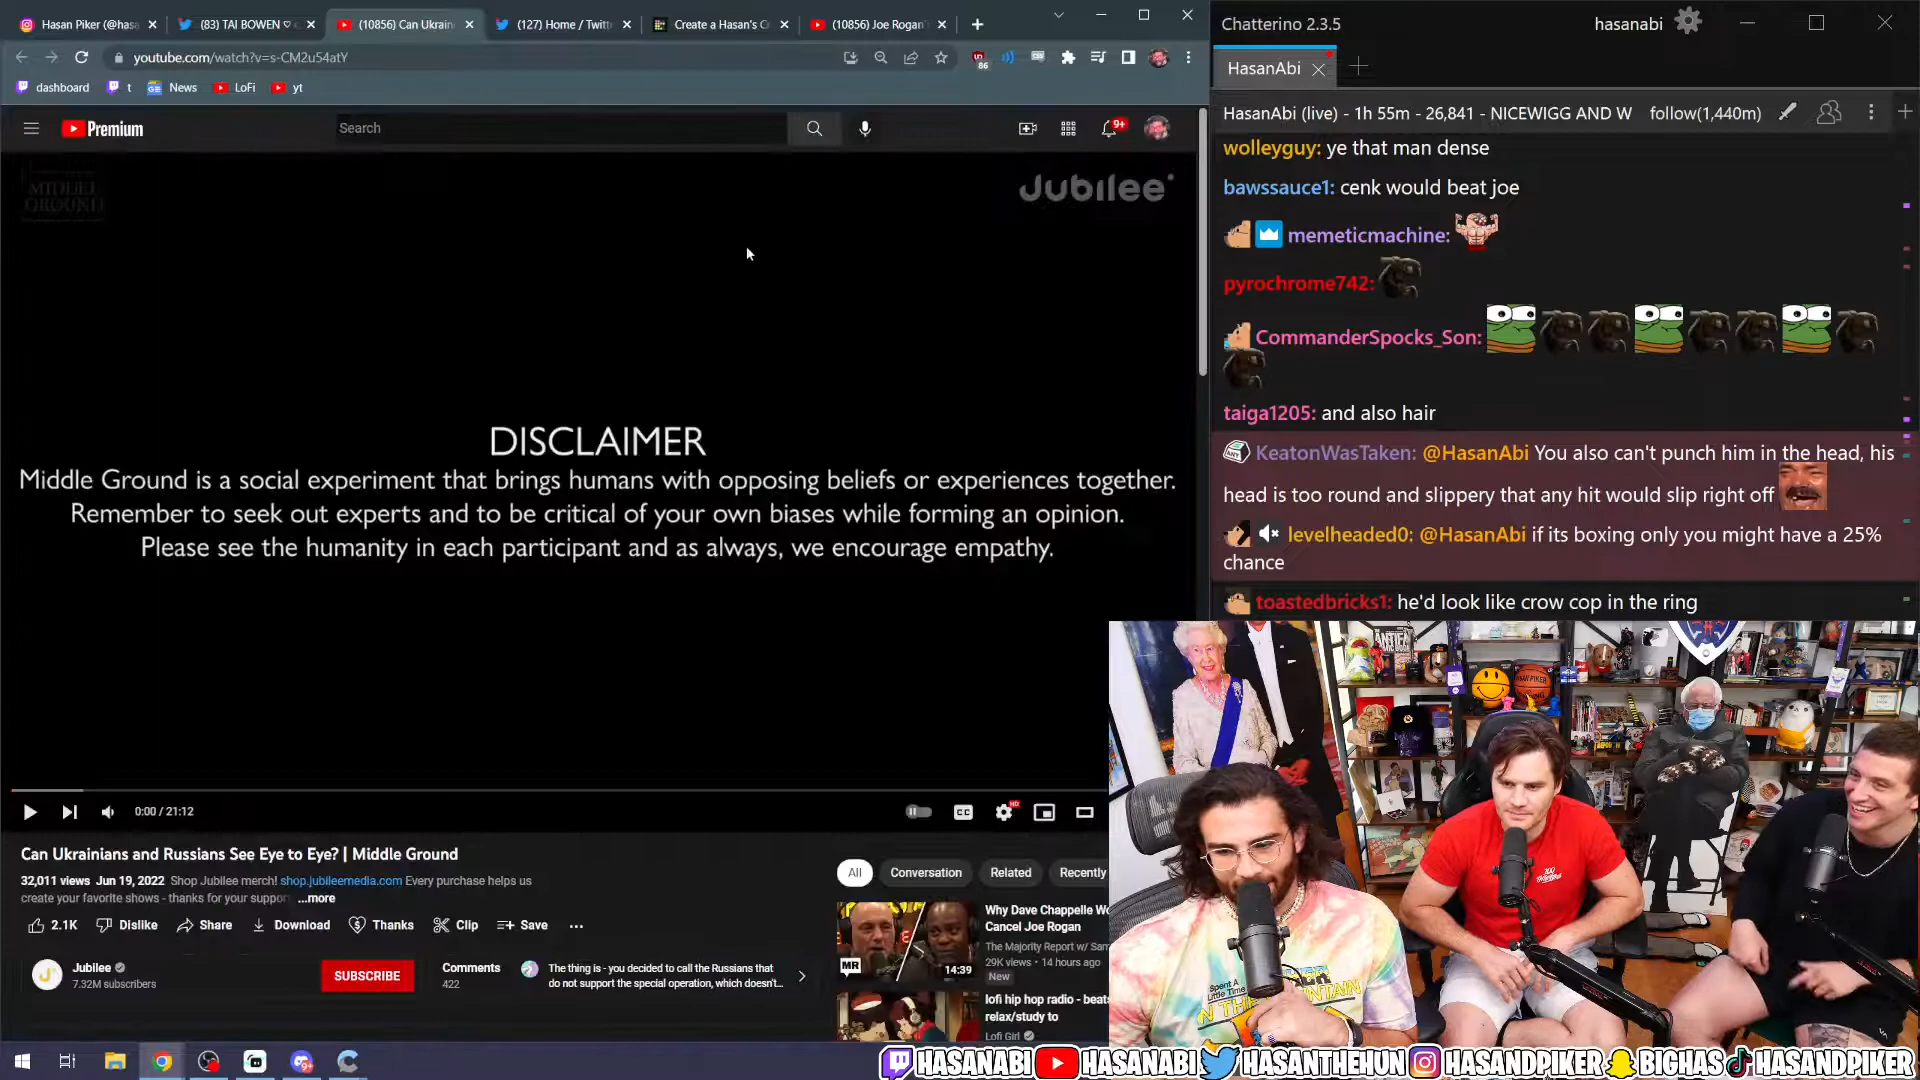 Hasan Piker (@hasa
(83) TAI BOWEN ♡
(10856) Can Ukrain
(127) Home / Twitt
Create a Hasan's C
(10856) Joe Rogan'
youtube.com/watch?v=s-CM2u54atY
86
dashboard
t
News
LoFi
yt
Premium
Search
9+
MIDDLE
GROUND
Jubilee
DISCLAIMER
Middle Ground is a social experiment that brings humans with opposing beliefs or experiences together.
Remember to seek out experts and to be critical of your own biases while forming an opinion.
Please see the humanity in each participant and as always, we encourage empathy.
0:00 / 21:12
CC
HD
Can Ukrainians and Russians See Eye to Eye? | Middle Ground
32,011 views Jun 19, 2022 Shop Jubilee merch! shop.jubileemedia.com Every purchase helps us
create your favorite shows - thanks for your support ...more
2.1K Dislike Share Download Thanks Clip Save
Jubilee
7.32M subscribers
SUBSCRIBE
Comments
422
The thing is - you decided to call the Russians that
do not support the special operation, which doesn't...
All
Conversation
Related
Recently
MR
14:39
Why Dave Chappelle Wo
Cancel Joe Rogan
The Majority Report w/ Sam
29K views • 14 hours ago
New
lofi hip hop radio - beats
relax/study to
Lofi Girl
Chatterino 2.3.5
hasanabi
HasanAbi
HasanAbi (live) - 1h 55m - 26,841 - NICEWIGG AND W
follow(1,440m)
wolleyguy: ye that man dense
bawssauce1: cenk would beat joe
memeticmachine:
pyrochrome742:
CommanderSpocks_Son:
taiga1205: and also hair
KeatonWasTaken: @HasanAbi You also can't punch him in the head, his
head is too round and slippery that any hit would slip right off
levelheaded0: @HasanAbi if its boxing only you might have a 25%
chance
toastedbricks1: he'd look like crow cop in the ring
HASANABI HASANABI HASANTHEHUN HASANDPIKER BIGHAS HASANDPIKER